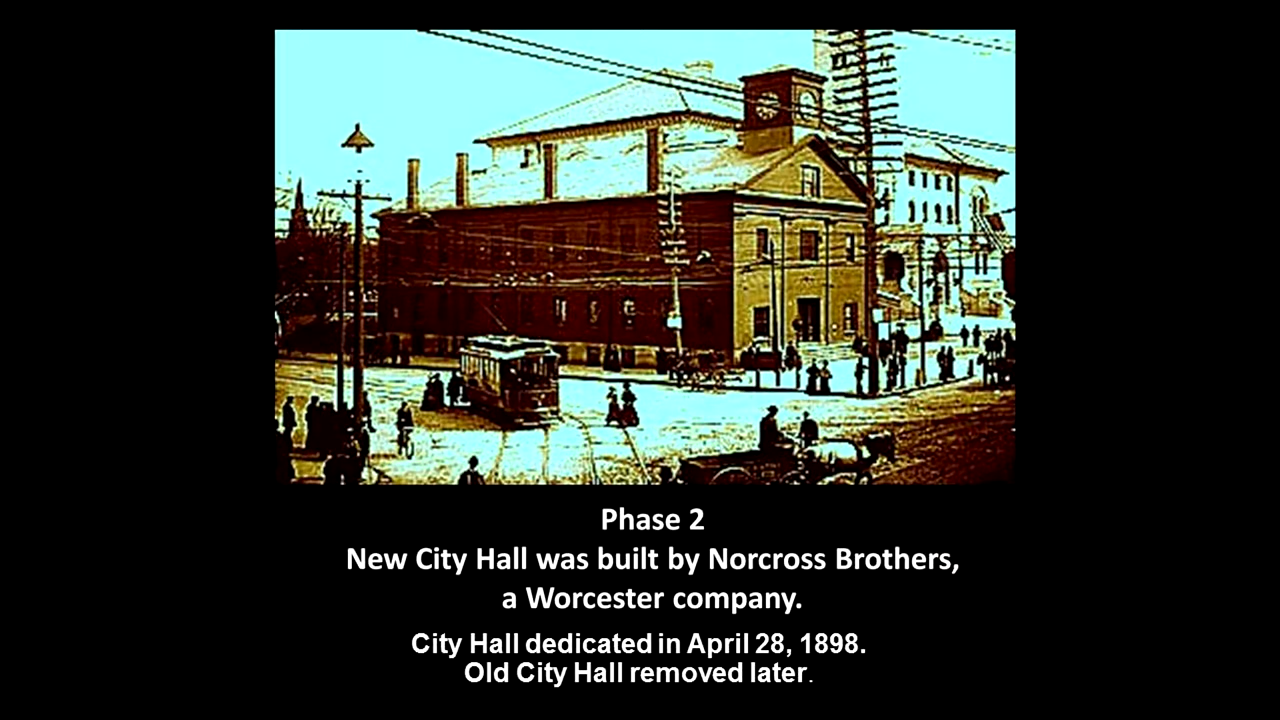 Phase 2
New City Hall was built by Norcross Brothers,
a Worcester company.
City Hall dedicated in April 28, 1898.
Old City Hall removed later.